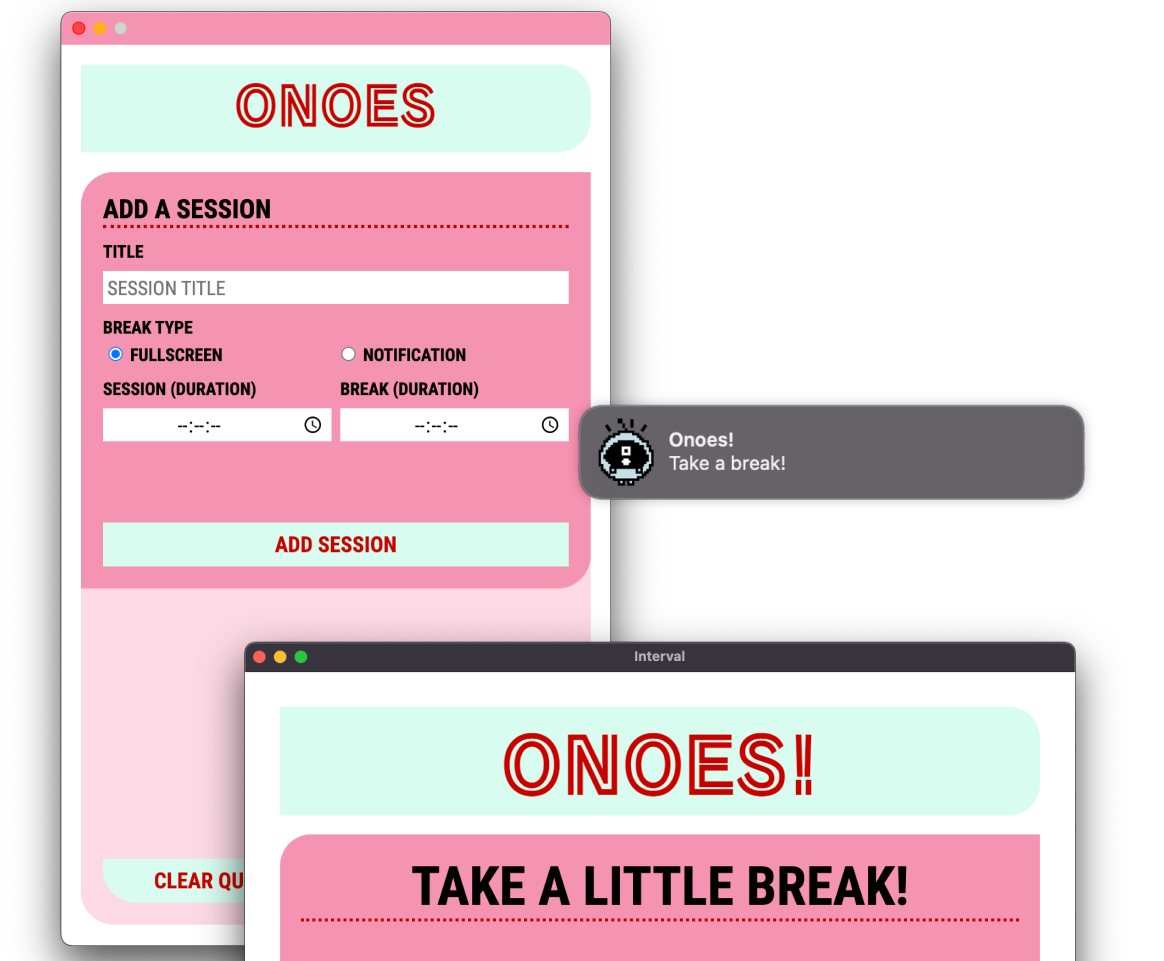 ONOES
ADD A SESSION
TITLE
SESSION TITLE
BREAK TYPE
FULLSCREEN
NOTIFICATION
SESSION (DURATION)
BREAK (DURATION)
--:--:--
--:--:--
Onoes!
Take a break!
ADD SESSION
CLEAR QU
Interval
ONOES!
TAKE A LITTLE BREAK!